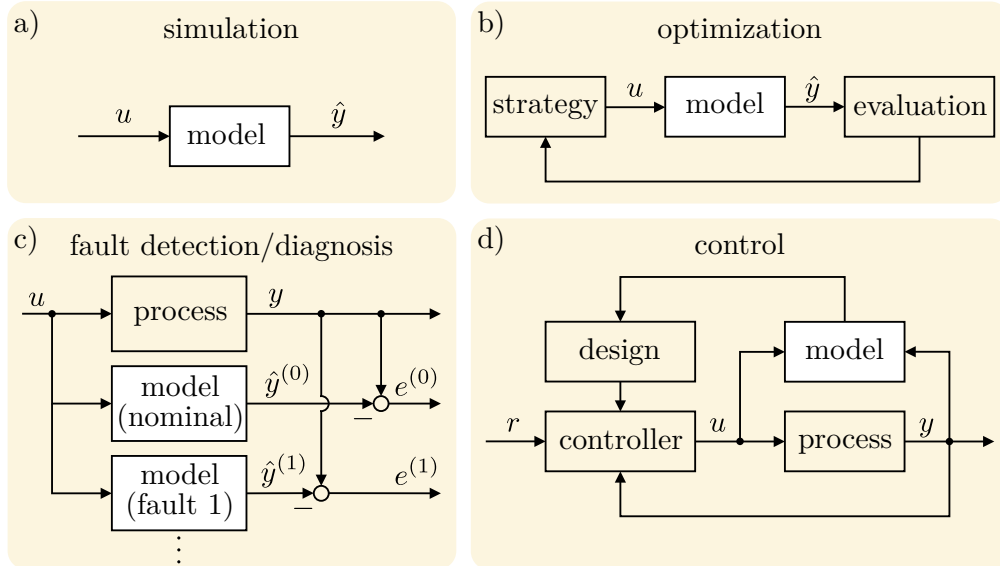 a)
simulation
u
model
ŷ
b)
optimization
strategy
u
model
ŷ
evaluation
c)
fault detection/diagnosis
u
process
y
model
(nominal)
ŷ⁽⁰⁾
−
e⁽⁰⁾
model
(fault 1)
ŷ⁽¹⁾
−
e⁽¹⁾
⋮
d)
control
design
model
r
controller
u
process
y